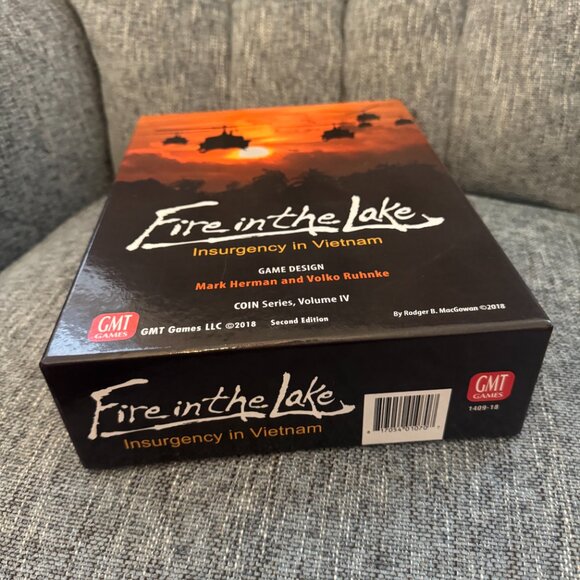 Fire in the Lake
Insurgency in Vietnam
GAME DESIGN
Mark Herman and Volko Ruhnke
COIN Series, Volume IV
GMT
GAMES
GMT Games LLC ©2018 Second Edition
By Rodger B. MacGowan ©2018
Fire in the Lake
Insurgency in Vietnam
GMT
GAMES
1409-18